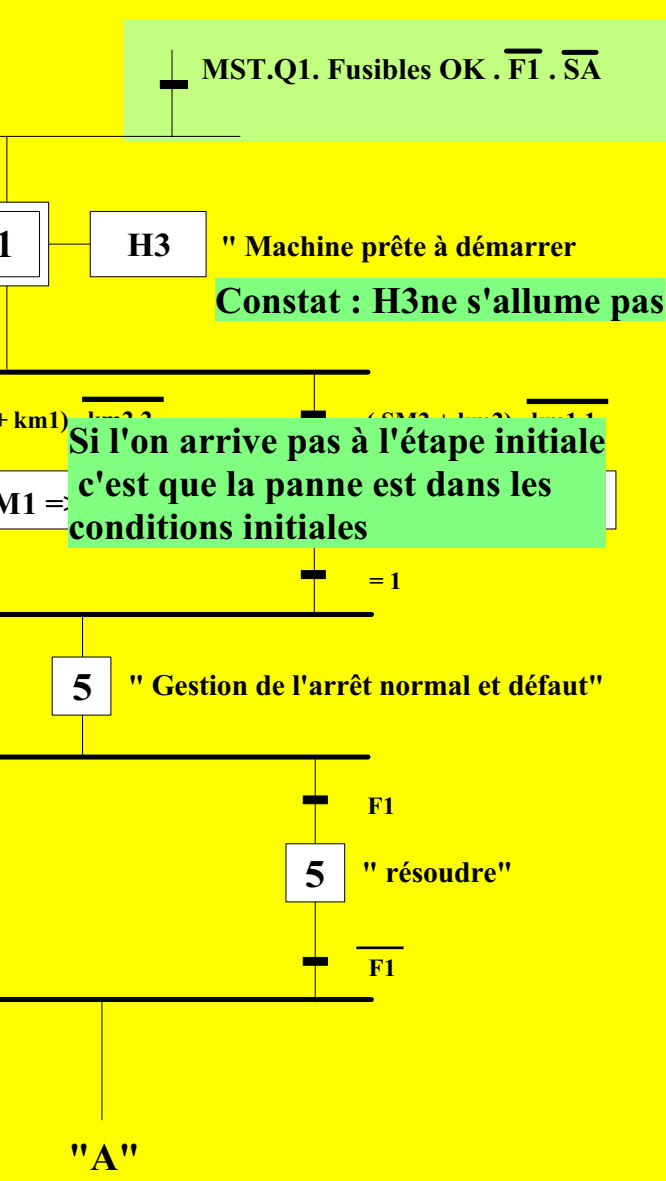 MST.Q1. Fusibles OK . F1 . SA
1
H3
" Machine prête à démarrer
Constat : H3ne s'allume pas
+ km1)
Si l'on arrive pas à l'étape initiale
c'est que la panne est dans les
conditions initiales
M1 =>
= 1
5
" Gestion de l'arrêt normal et défaut"
F1
5
" résoudre"
F1
"A"